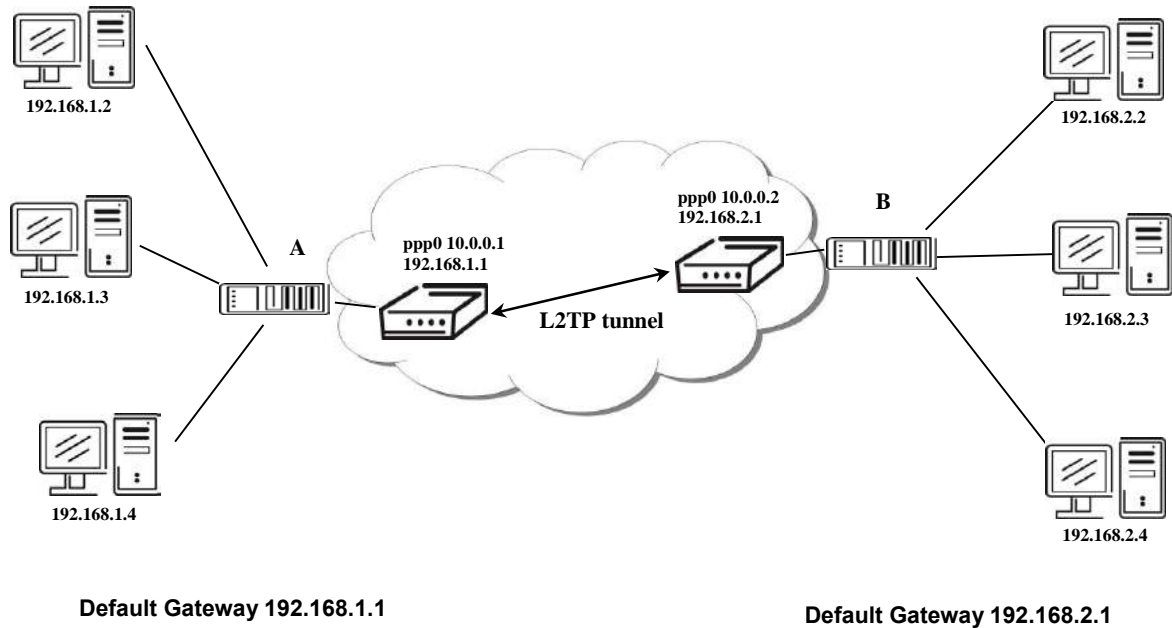 192.168.1.2
192.168.2.2
ppp0 10.0.0.2
192.168.2.1
B
A
ppp0 10.0.0.1
192.168.1.1
192.168.1.3
L2TP tunnel
192.168.2.3
192.168.1.4
192.168.2.4
Default Gateway 192.168.1.1
Default Gateway 192.168.2.1